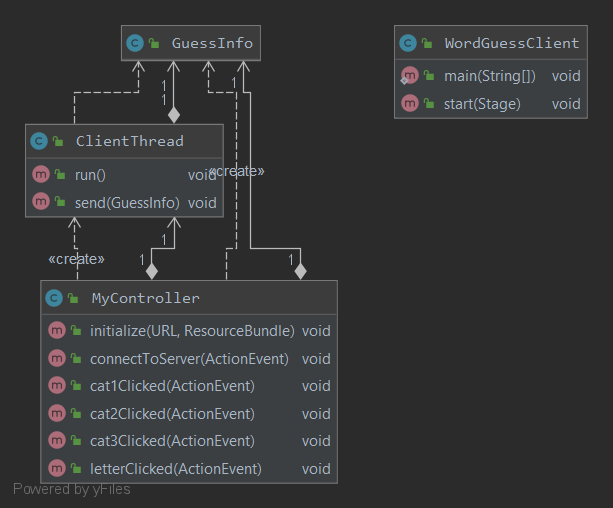 GuessInfo
WordGuessClient
main(String[]) void
start(Stage) void
1
1
1
ClientThread
run() void
send(GuessInfo) void
«create»
1
«create»
1
1
MyController
initialize(URL, ResourceBundle) void
connectToServer(ActionEvent) void
cat1Clicked(ActionEvent) void
cat2Clicked(ActionEvent) void
cat3Clicked(ActionEvent) void
letterClicked(ActionEvent) void
Powered by yFiles